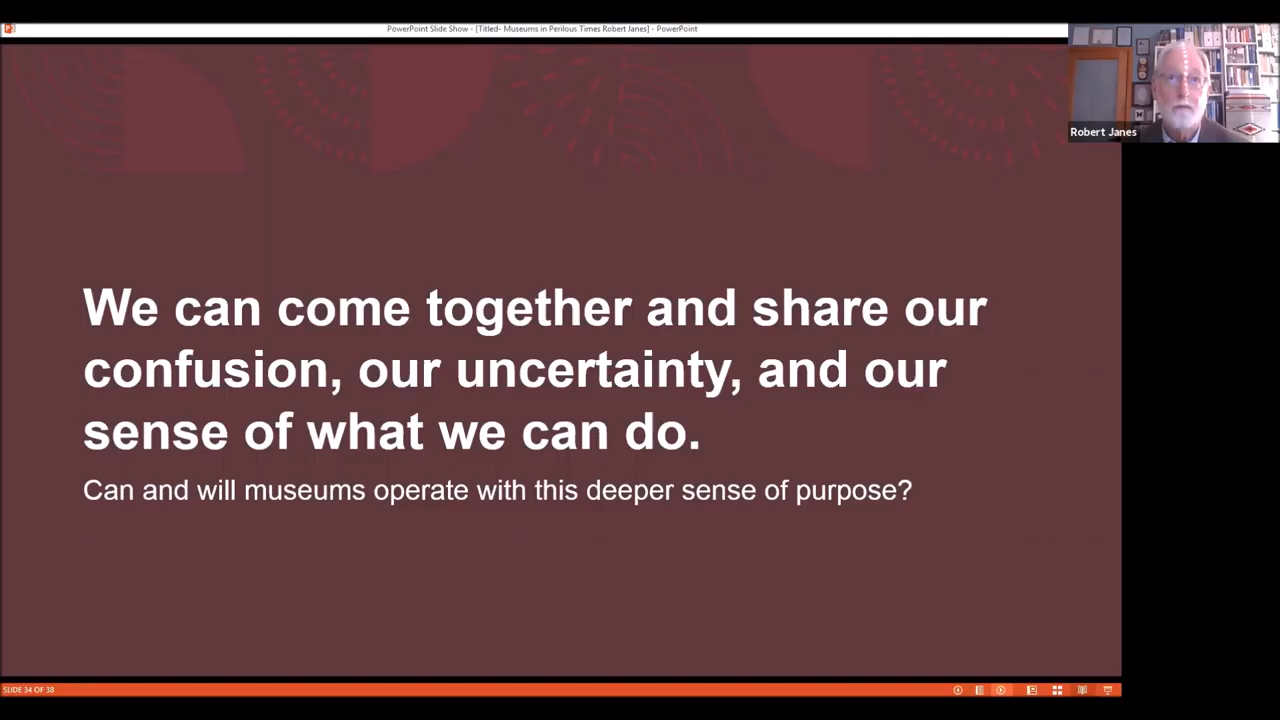 PowerPoint Slide Show - [Titled- Museums in Perilous Times Robert Janes] - PowerPoint
Robert Janes
We can come together and share our
confusion, our uncertainty, and our
sense of what we can do.
Can and will museums operate with this deeper sense of purpose?
SLIDE 34 OF 38